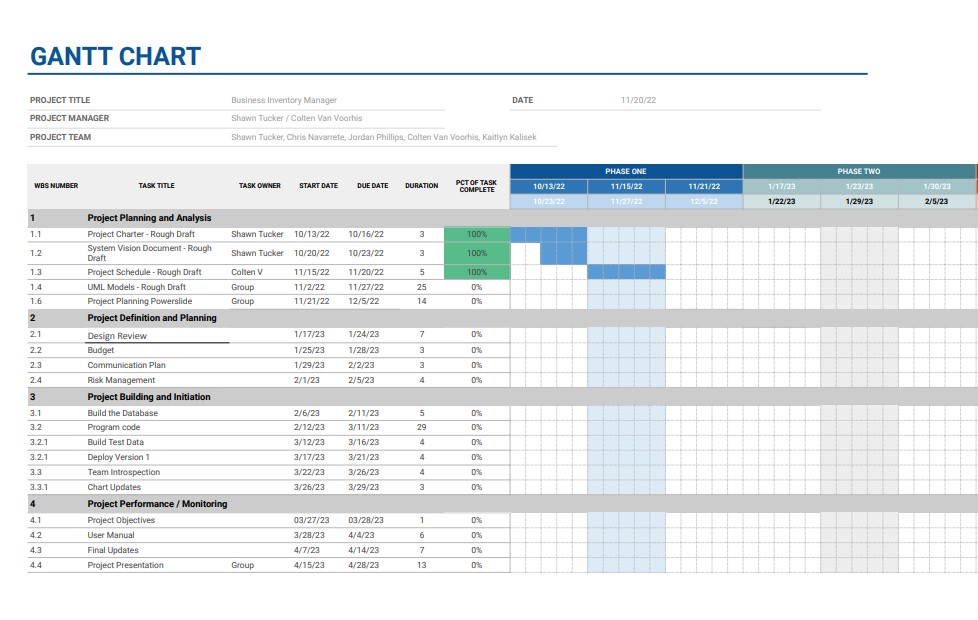 GANTT CHART
PROJECT TITLE Business Inventory Manager DATE 11/20/22
PROJECT MANAGER Shawn Tucker / Colten Van Voorhis
PROJECT TEAM Shawn Tucker, Chris Navarrete, Jordan Phillips, Colten Van Voorhis, Kaitlyn Kalisek
WBS NUMBER TASK TITLE TASK OWNER START DATE DUE DATE DURATION PCT OF TASK COMPLETE PHASE ONE PHASE TWO
10/13/22 11/15/22 11/21/22 1/17/23 1/23/23 1/30/23
10/23/22 11/27/22 12/5/22 1/22/23 1/29/23 2/5/23
1 Project Planning and Analysis
1.1 Project Charter - Rough Draft Shawn Tucker 10/13/22 10/16/22 3 100%
1.2 System Vision Document - Rough Draft Shawn Tucker 10/20/22 10/23/22 3 100%
1.3 Project Schedule - Rough Draft Colten V 11/15/22 11/20/22 5 100%
1.4 UML Models - Rough Draft Group 11/2/22 11/27/22 25 0%
1.6 Project Planning Powerslide Group 11/21/22 12/5/22 14 0%
2 Project Definition and Planning
2.1 Design Review 1/17/23 1/24/23 7 0%
2.2 Budget 1/25/23 1/28/23 3 0%
2.3 Communication Plan 1/29/23 2/2/23 3 0%
2.4 Risk Management 2/1/23 2/5/23 4 0%
3 Project Building and Initiation
3.1 Build the Database 2/6/23 2/11/23 5 0%
3.2 Program code 2/12/23 3/11/23 29 0%
3.2.1 Build Test Data 3/12/23 3/16/23 4 0%
3.2.1 Deploy Version 1 3/17/23 3/21/23 4 0%
3.3 Team Introspection 3/22/23 3/26/23 4 0%
3.3.1 Chart Updates 3/26/23 3/29/23 3 0%
4 Project Performance / Monitoring
4.1 Project Objectives 03/27/23 03/28/23 1 0%
4.2 User Manual 3/28/23 4/4/23 6 0%
4.3 Final Updates 4/7/23 4/14/23 7 0%
4.4 Project Presentation Group 4/15/23 4/28/23 13 0%